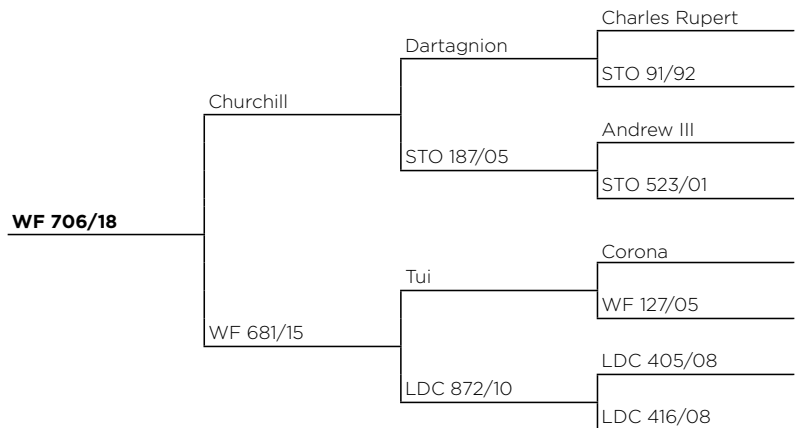 Charles Rupert
Dartagnion
STO 91/92
Churchill
Andrew III
STO 187/05
STO 523/01
WF 706/18
Corona
Tui
WF 127/05
WF 681/15
LDC 405/08
LDC 872/10
LDC 416/08